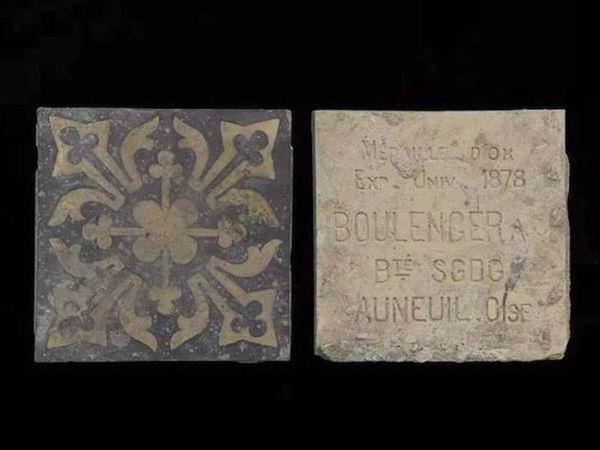 MÉDAILLE D'OR
EXP. UNIV. 1878
BOULENGER A
BTÉ SGDG
AUNEUIL. OISE